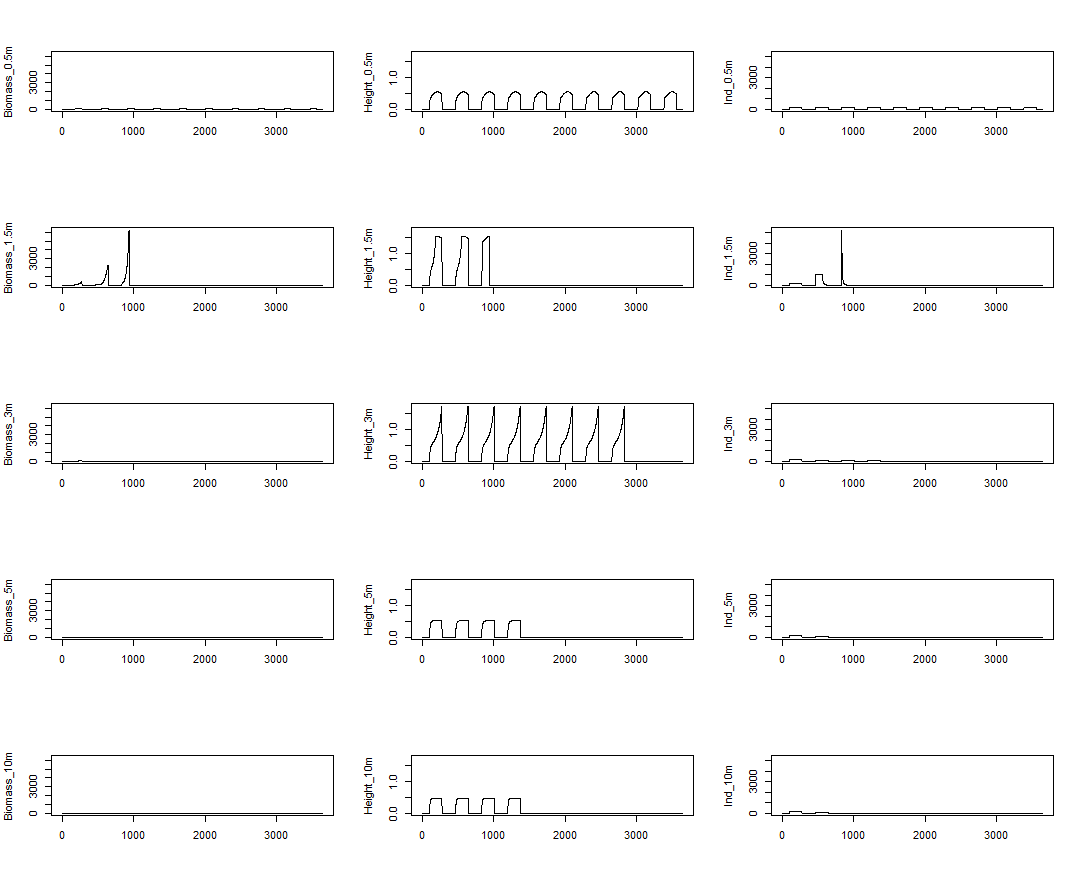 Biomass_0.5m 0 3000 0 1000 2000 3000
Height_0.5m 0.0 1.0 0 1000 2000 3000
Ind_0.5m 0 3000 0 1000 2000 3000
Biomass_1.5m 0 3000 0 1000 2000 3000
Height_1.5m 0.0 1.0 0 1000 2000 3000
Ind_1.5m 0 3000 0 1000 2000 3000
Biomass_3m 0 3000 0 1000 2000 3000
Height_3m 0.0 1.0 0 1000 2000 3000
Ind_3m 0 3000 0 1000 2000 3000
Biomass_5m 0 3000 0 1000 2000 3000
Height_5m 0.0 1.0 0 1000 2000 3000
Ind_5m 0 3000 0 1000 2000 3000
Biomass_10m 0 3000 0 1000 2000 3000
Height_10m 0.0 1.0 0 1000 2000 3000
Ind_10m 0 3000 0 1000 2000 3000